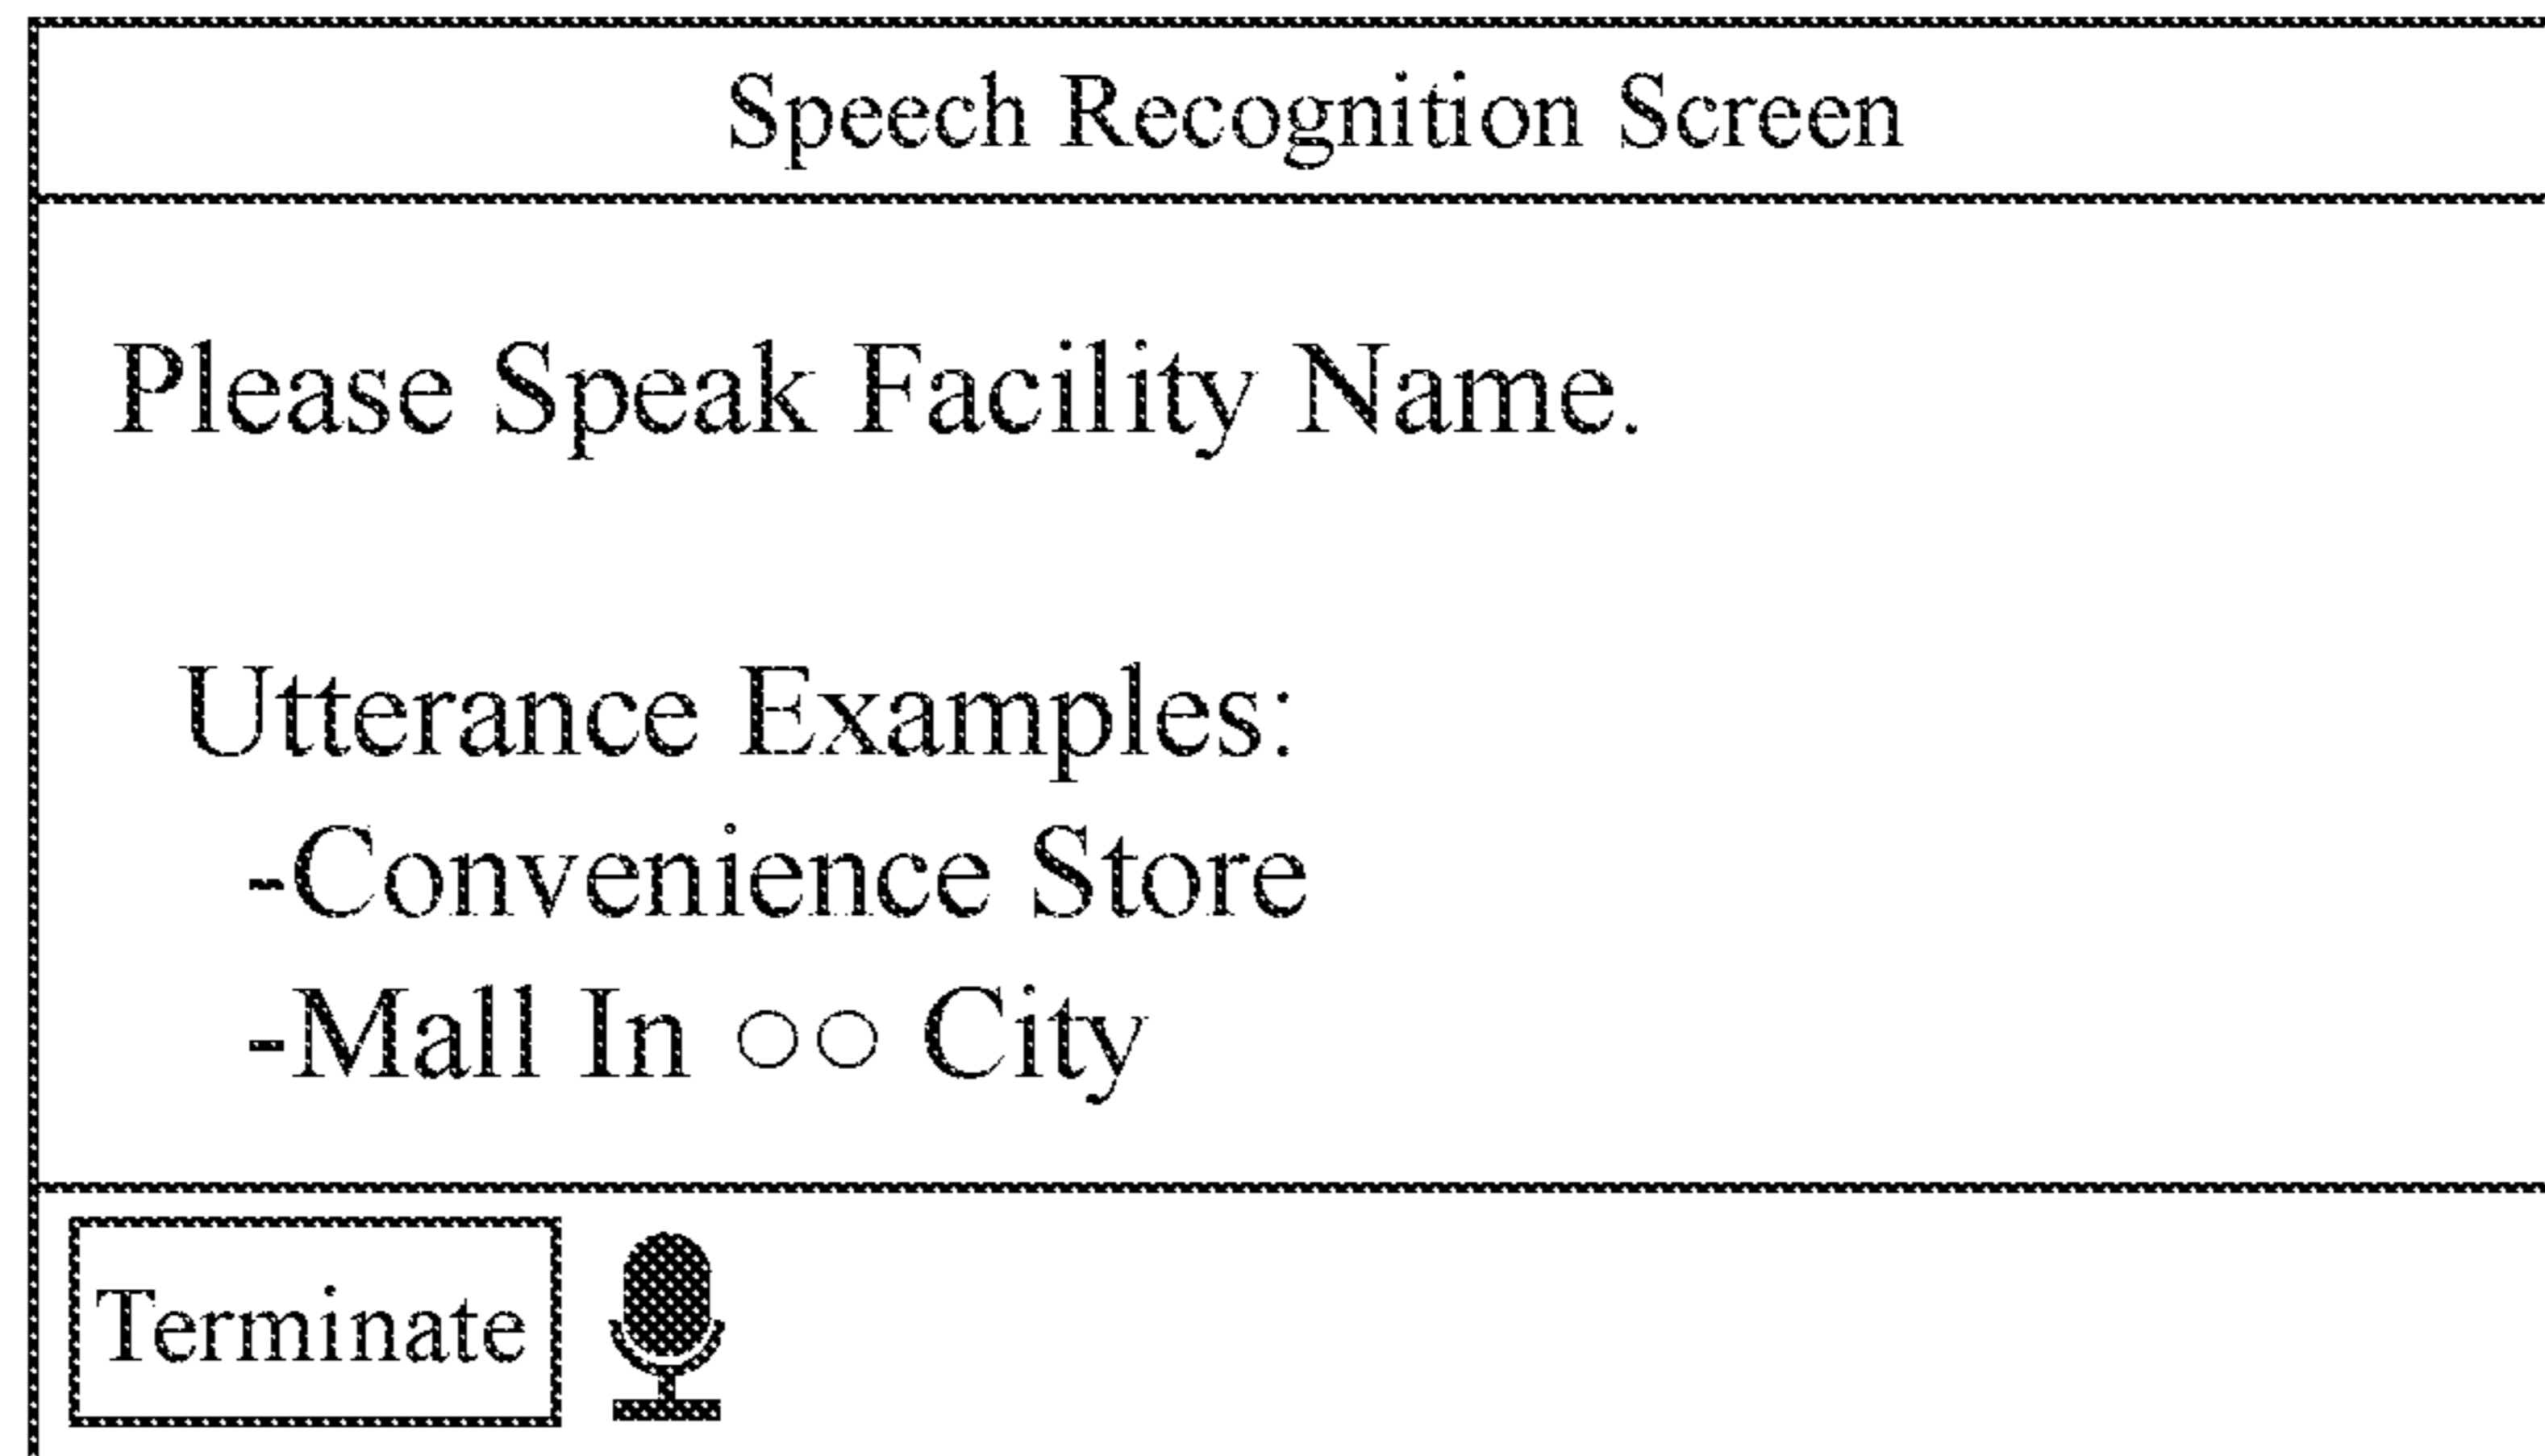 Speech Recognition Screen
Please Speak Facility Name.
Utterance Examples:
-Convenience Store
-Mall In ○○ City
Terminate